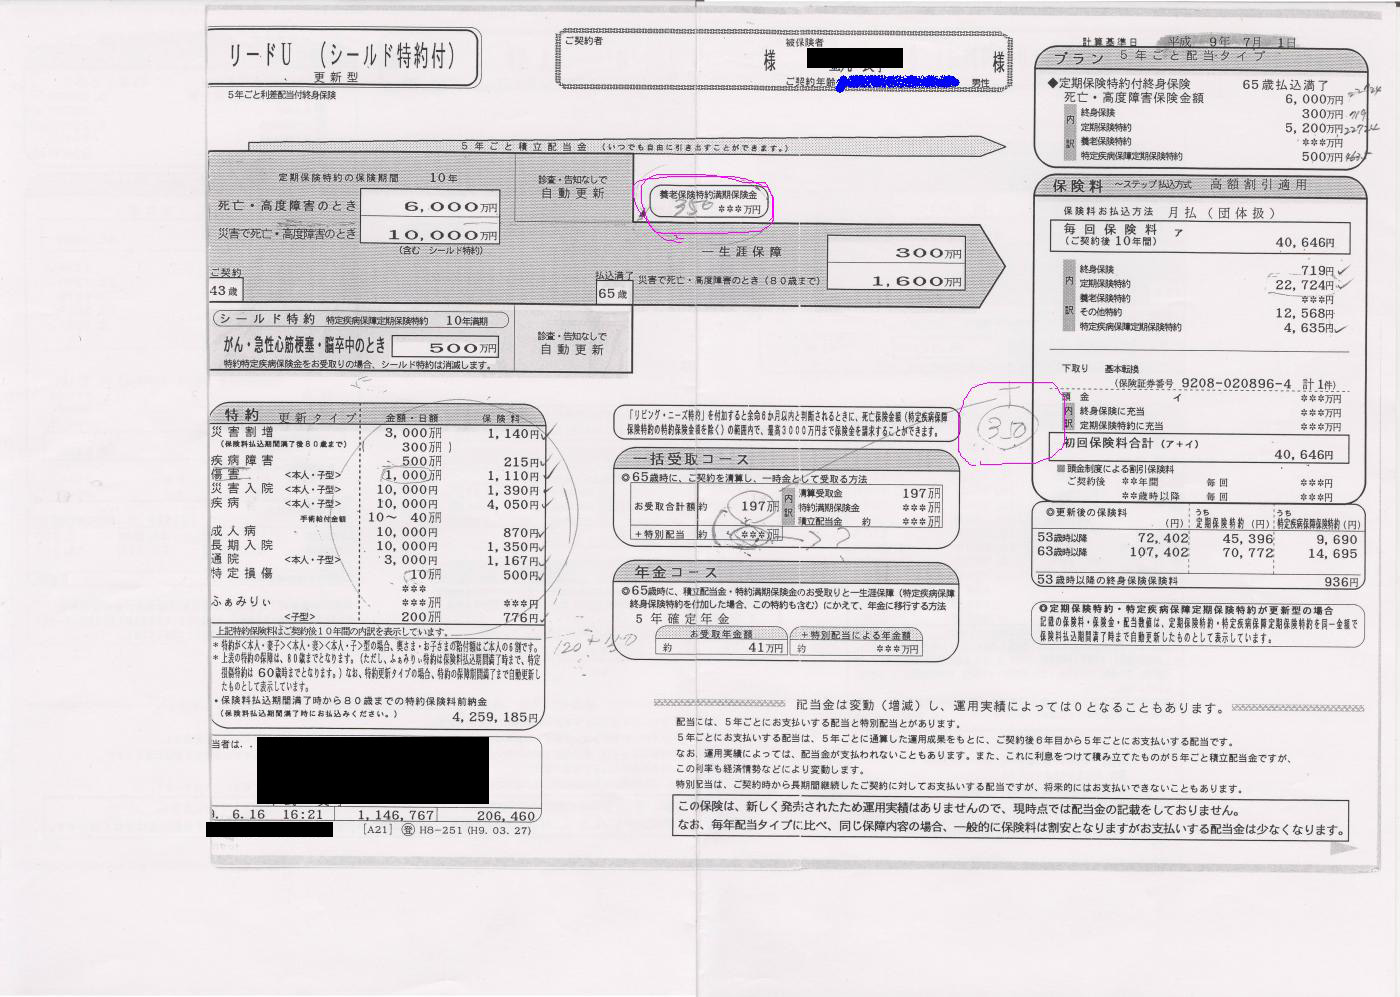 リードU （シールド特約付）
更新型
5年ごと利差配当付終身保険
ご契約者
様
被保険者
様
ご契約年齢
男性
計算基準日 平成 9年 7月 1日
プラン 5年ごと配当タイプ
◆定期保険特約付終身保険 65歳払込満了
死亡・高度障害保険金額 6,000万円
内訳
終身保険 300万円
定期保険特約 5,200万円
養老保険特約 ***万円
特定疾病保障定期保険特約 500万円
5年ごと積立配当金 （いつでも自由に引き出すことができます。）
定期保険特約の保険期間 10年
死亡・高度障害のとき 6,000万円
災害で死亡・高度障害のとき 10,000万円
（含む シールド特約）
診査・告知なしで
自動更新
養老保険特約満期保険金
350
***万円
一生涯保障 300万円
災害で死亡・高度障害のとき（80歳まで） 1,600万円
ご契約
43歳
払込満了
65歳
シールド特約 特定疾病保障定期保険特約 10年満期
がん・急性心筋梗塞・脳卒中のとき 500万円
特約特定疾病保険金をお受取りの場合、シールド特約は消滅します。
診査・告知なしで
自動更新
保険料 ～ステップ払込方式 高額割引適用
保険料お払込方法 月払（団体扱）
毎回保険料 ア
（ご契約後10年間） 40,646円
内訳
終身保険 719円
定期保険特約 22,724円
養老保険特約 ***円
その他特約 12,568円
特定疾病保障定期保険特約 4,635円
下取り 基本転換
（保険証券番号 9208-020896-4 計1件）
頭金 イ ***万円
内訳
終身保険に充当 ***万円
定期保険特約に充当 ***万円
初回保険料合計（ア+イ）
40,646円
頭金制度による割引保険料
ご契約後 **年間 毎回 ***円
**歳時以降 毎回 ***円
◎更新後の保険料
（円） うち定期保険特約（円） うち特定疾病保障保険特約（円）
53歳時以降 72,402 45,396 9,690
63歳時以降 107,402 70,772 14,695
53歳時以降の終身保険保険料 936円
◎定期保険特約・特定疾病保障定期保険特約が更新型の場合
記載の保険料・保険金・配当数値は、定期保険特約・特定疾病保障定期保険特約を同一金額で
保険料払込期間満了時まで自動更新したものとして表示しています。
特約 更新タイプ 金額・日額 保険料
災害割増 3,000万円 1,140円
（保険料払込期間満了後80歳まで） 300万円 ）
疾病障害 500万円 215円
傷害 <本人・子型> 1,000万円 1,110円
災害入院 <本人・子型> 10,000円 1,390円
疾病 <本人・子型> 10,000円 4,050円
手術給付金額 10～ 40万円
成人病 10,000円 870円
長期入院 10,000円 1,350円
通院 <本人・子型> 3,000円 1,167円
特定損傷 10万円 500円
***
ふぁみりぃ ***万円 ***円
<子型> 200万円 776円
上記特約保険料はご契約後10年間の内訳を表示しています。
* 特約が<本人・妻子><本人・妻><本人・子>型の場合、奥さま・お子さまの給付額はご本人の6割です。
* 上表の特約の保障は、80歳までとなります。（ただし、ふぁみりぃ特約は保険料払込期間満了時まで、特定
損傷特約は60歳時までとなります。）なお、特約更新タイプの場合、特約の保障期間満了まで自動更新し
たものとして表示しています。
・保険料払込期間満了時から80歳までの特約保険料前納金
（保険料払込期間満了時にお払込みください。） 4,259,185円
「リビング・ニーズ特約」を付加すると余命6か月以内と判断されるときに、死亡保険金額（特定疾病保障
保険特約の特約保険金額を除く）の範囲内で、最高3000万円まで保険金を請求することができます。
350
一括受取コース
◎65歳時に、ご契約を清算し、一時金として受取る方法
お受取合計額 約 197万円
+特別配当 約 ***万円
内訳
清算受取金 197万円
特約満期保険金 ***万円
積立配当金 約 ***万円
年金コース
◎65歳時に、積立配当金・特約満期保険金のお受取りと一生涯保障（特定疾病保障
終身保険特約を付加した場合、この特約も含む）にかえて、年金に移行する方法
5年確定年金
お受取年金額 +特別配当による年金額
約 41万円 約 ***万円
配当金は変動（増減）し、運用実績によっては0となることもあります。
配当には、5年ごとにお支払いする配当と特別配当とがあります。
5年ごとにお支払いする配当は、5年ごとに通算した運用成果をもとに、ご契約後6年目から5年ごとにお支払いする配当です。
なお、運用実績によっては、配当金が支払われないこともあります。また、これに利息をつけて積み立てたものが5年ごと積立配当金ですが、
この利率も経済情勢などにより変動します。
特別配当は、ご契約時から長期間継続したご契約に対してお支払いする配当ですが、将来的にはお支払いできないこともあります。
この保険は、新しく発売されたため運用実績はありませんので、現時点では配当金の記載をしておりません。
なお、毎年配当タイプに比べ、同じ保障内容の場合、一般的に保険料は割安となりますがお支払いする配当金は少なくなります。
当者は．．
6.16 16:21 1,146,767 206,460
[A21] 登 H8-251 (H9. 03. 27)